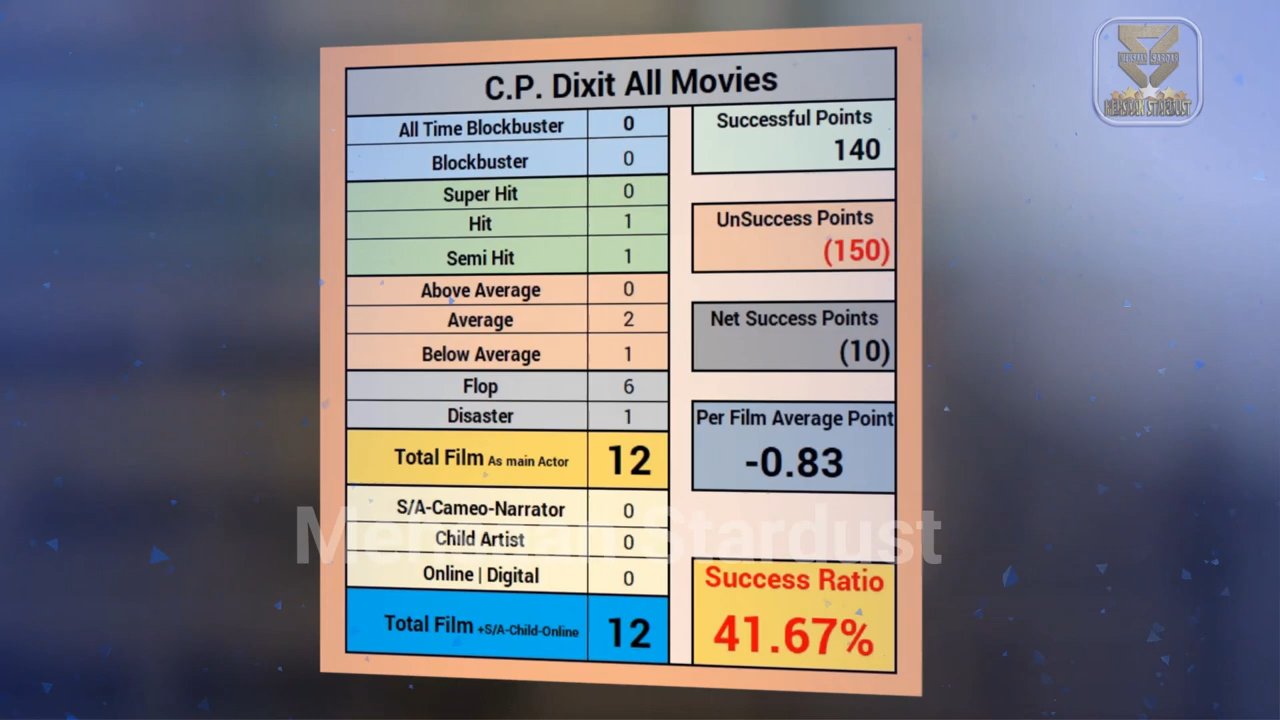 C.P. Dixit All Movies
All Time Blockbuster 0
Blockbuster 0
Super Hit 0
Hit 1
Semi Hit 1
Above Average 0
Average 2
Below Average 1
Flop 6
Disaster 1
Total Film As main Actor 12
S/A-Cameo-Narrator 0
Child Artist 0
Online | Digital 0
Total Film +S/A-Child-Online 12
Successful Points
140
UnSuccess Points
(150)
Net Success Points
(10)
Per Film Average Point
-0.83
Success Ratio
41.67%
Mehsaan Stardust